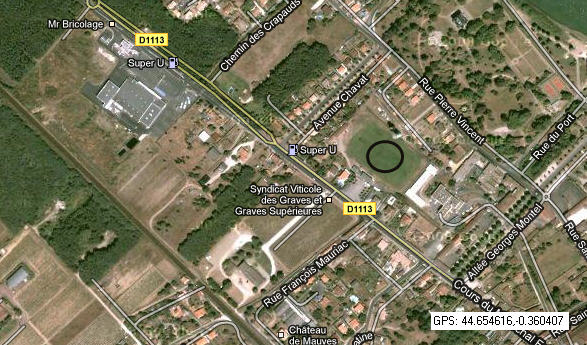 Mr Bricolage
D1113
Super U
Chemin des Crapauds
Avenue Chavat
Rue Pierre Vincent
Rue du Port
Super U
Syndicat Viticole
des Graves et
Graves Supérieures
D1113
Allée Georges Montel
Rue François Mauriac
Cours du
Château
de Mauves
Rue
GPS: 44.654616,-0.360407